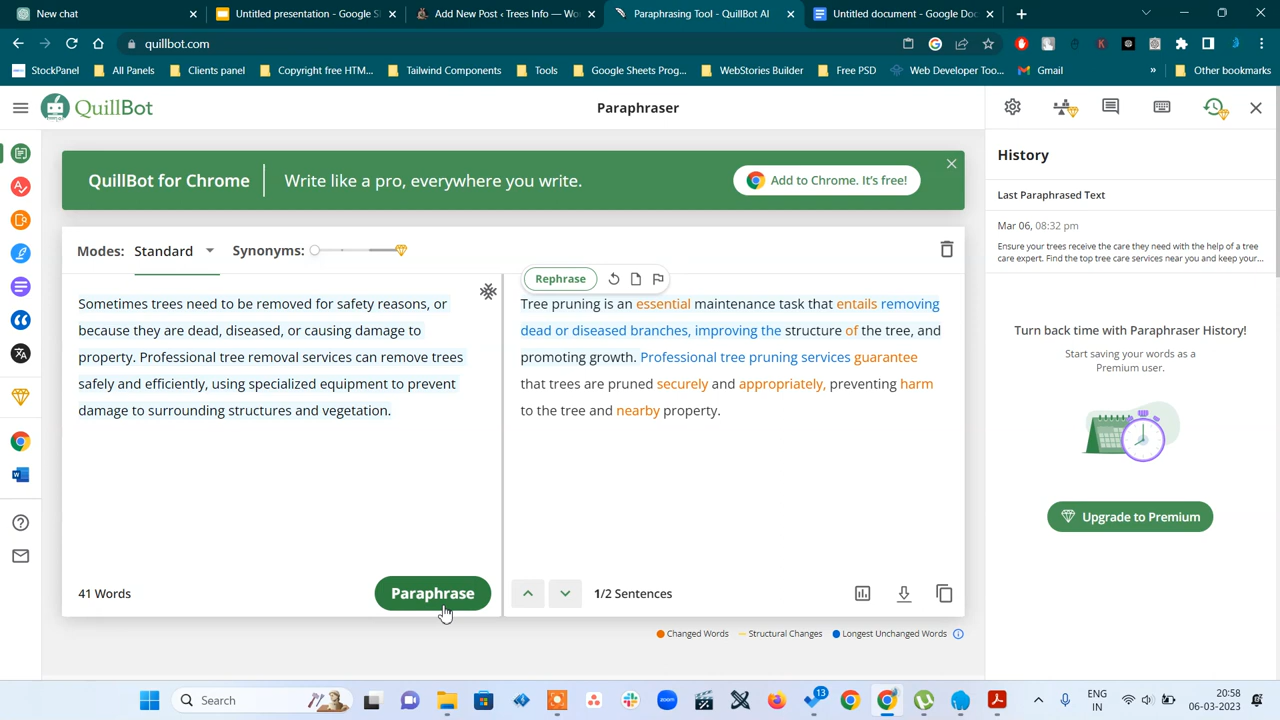 New chat
Untitled presentation - Google Sl
Add New Post ‹ Trees Info — Wo
Paraphrasing Tool - QuillBot AI
Untitled document - Google Doc
quillbot.com
StockPanel
All Panels
Clients panel
Copyright free HTM...
Tailwind Components
Tools
Google Sheets Prog...
WebStories Builder
Free PSD
Web Developer Too...
Gmail
»
Other bookmarks
QuillBot
Paraphraser
QuillBot for Chrome
Write like a pro, everywhere you write.
Add to Chrome. It's free!
History
Last Paraphrased Text
Mar 06, 08:32 pm
Ensure your trees receive the care they need with the help of a tree
care expert. Find the top tree care services near you and keep your...
Turn back time with Paraphraser History!
Start saving your words as a
Premium user.
Upgrade to Premium
Modes: Standard
Synonyms:
Sometimes trees need to be removed for safety reasons, or
because they are dead, diseased, or causing damage to
property. Professional tree removal services can remove trees
safely and efficiently, using specialized equipment to prevent
damage to surrounding structures and vegetation.
41 Words
Paraphrase
Rephrase
Tree pruning is an essential maintenance task that entails removing
dead or diseased branches, improving the structure of the tree, and
promoting growth. Professional tree pruning services guarantee
that trees are pruned securely and appropriately, preventing harm
to the tree and nearby property.
1/2 Sentences
Changed Words
Structural Changes
Longest Unchanged Words
Search
zoom
13
ENG
IN
20:58
06-03-2023